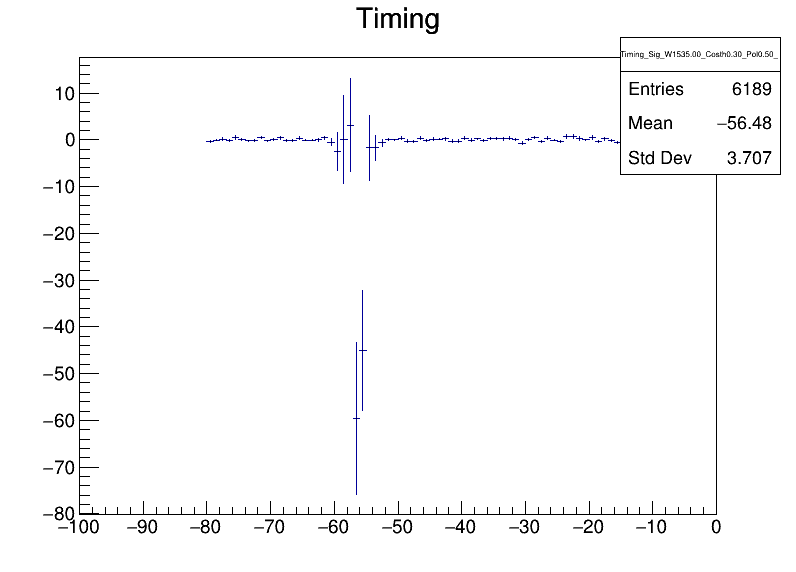 Timing
Timing_Sig_W1535.00_Costh0.30_Pol0.50_
Entries 6189
Mean −56.48
Std Dev 3.707
10
0
−10
−20
−30
−40
−50
−60
−70
−80
−100 −90 −80 −70 −60 −50 −40 −30 −20 −10 0